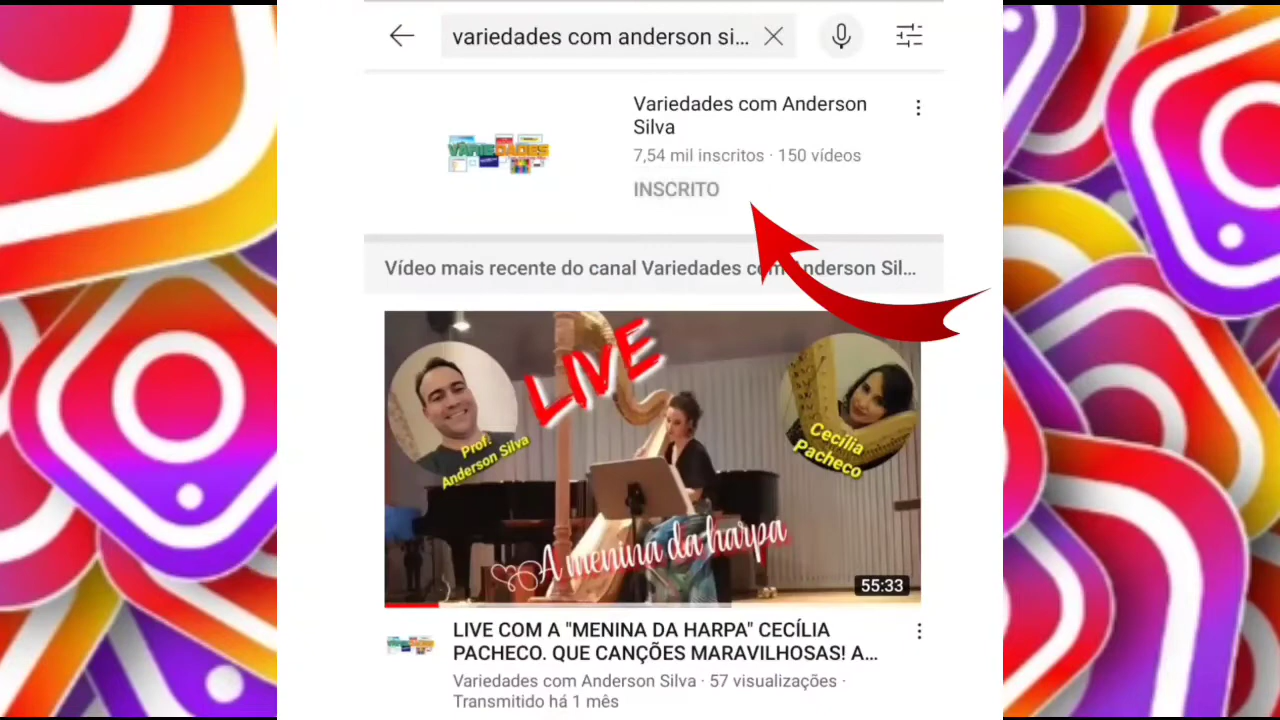 variedades com anderson si...
Variedades com Anderson
Silva
VARIEDADES
7,54 mil inscritos · 150 vídeos
INSCRITO
Vídeo mais recente do canal Variedades com Anderson Sil...
LIVE
Prof.
Anderson Silva
Cecília
Pacheco
A menina da harpa
55:33
LIVE COM A "MENINA DA HARPA" CECÍLIA
PACHECO. QUE CANÇÕES MARAVILHOSAS! A...
Variedades com Anderson Silva · 57 visualizações ·
Transmitido há 1 mês